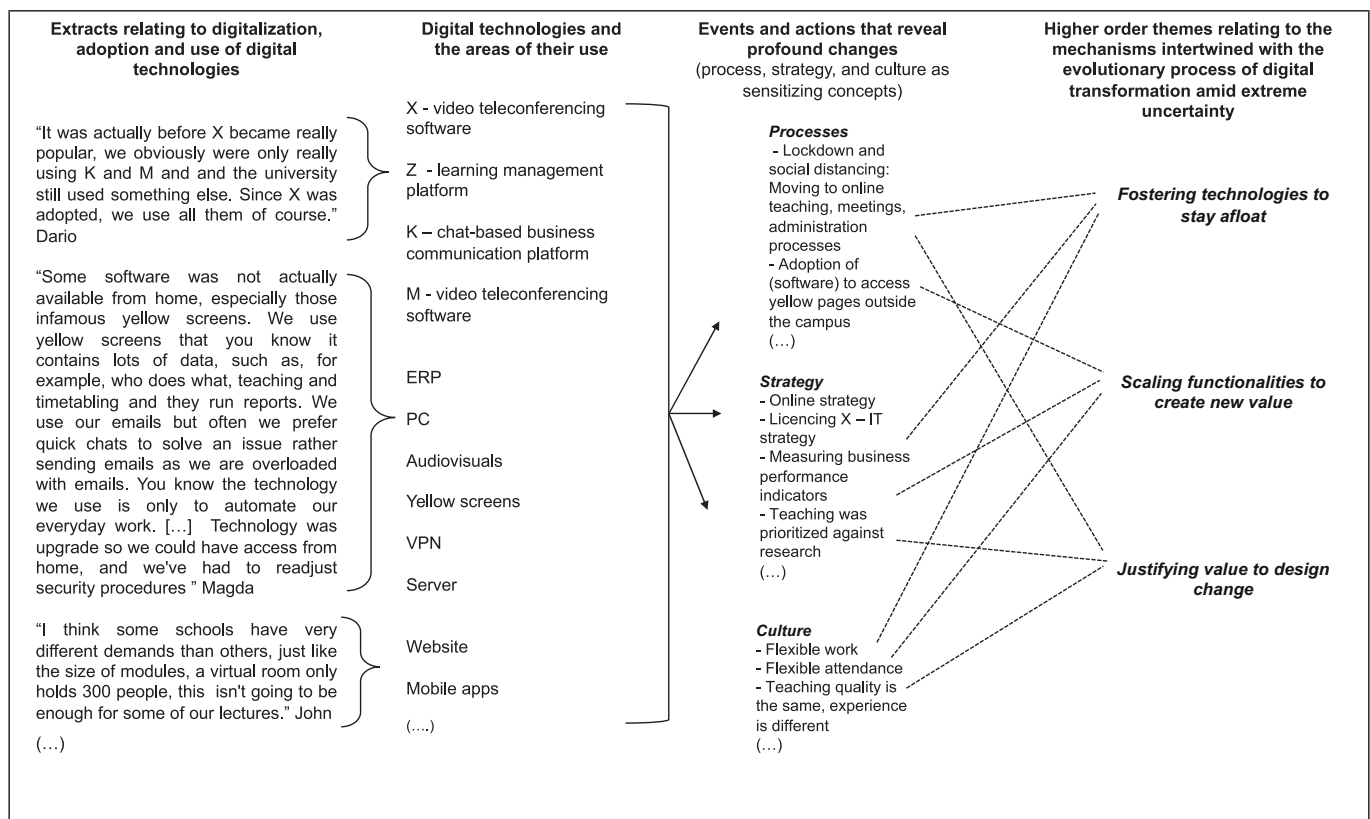 Extracts relating to digitalization,
adoption and use of digital
technologies
“It was actually before X became really
popular, we obviously were only really
using K and M and and the university
still used something else. Since X was
adopted, we use all them of course.”
Dario
“Some software was not actually
available from home, especially those
infamous yellow screens. We use
yellow screens that you know it
contains lots of data, such as, for
example, who does what, teaching and
timetabling and they run reports. We
use our emails but often we prefer
quick chats to solve an issue rather
sending emails as we are overloaded
with emails. You know the technology
we use is only to automate our
everyday work. […] Technology was
upgrade so we could have access from
home, and we've had to readjust
security procedures ” Magda
“I think some schools have very
different demands than others, just like
the size of modules, a virtual room only
holds 300 people, this isn't going to be
enough for some of our lectures.” John
(…)
Digital technologies and
the areas of their use
X - video teleconferencing
software
Z - learning management
platform
K – chat-based business
communication platform
M - video teleconferencing
software
ERP
PC
Audiovisuals
Yellow screens
VPN
Server
Website
Mobile apps
(….)
Events and actions that reveal
profound changes
(process, strategy, and culture as
sensitizing concepts)
Processes
- Lockdown and
social distancing:
Moving to online
teaching, meetings,
administration
processes
- Adoption of
(software) to access
yellow pages outside
the campus
(…)
Strategy
- Online strategy
- Licencing X – IT
strategy
- Measuring business
performance
indicators
- Teaching was
prioritized against
research
(…)
Culture
- Flexible work
- Flexible attendance
- Teaching quality is
the same, experience
is different
(…)
Higher order themes relating to the
mechanisms intertwined with the
evolutionary process of digital
transformation amid extreme
uncertainty
Fostering technologies to
stay afloat
Scaling functionalities to
create new value
Justifying value to design
change